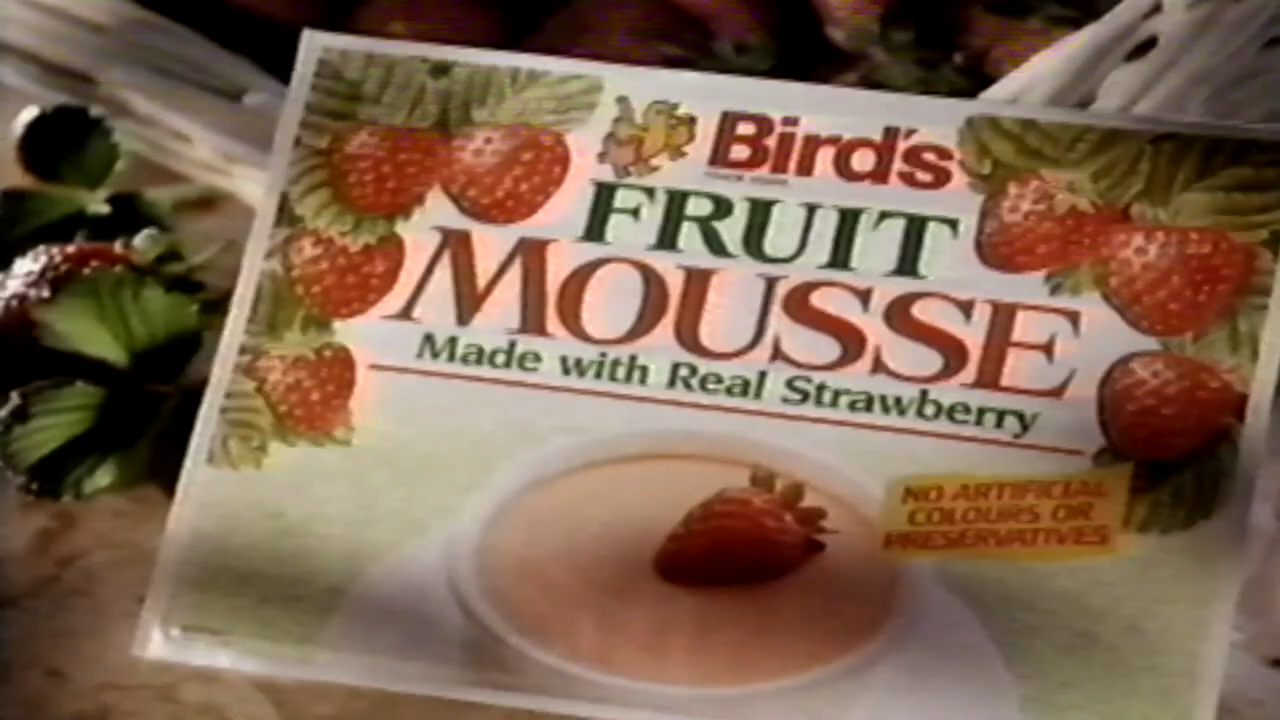 Bird's
FRUIT
MOUSSE
Made with Real Strawberry
NO ARTIFICIAL
COLOURS OR
PRESERVATIVES